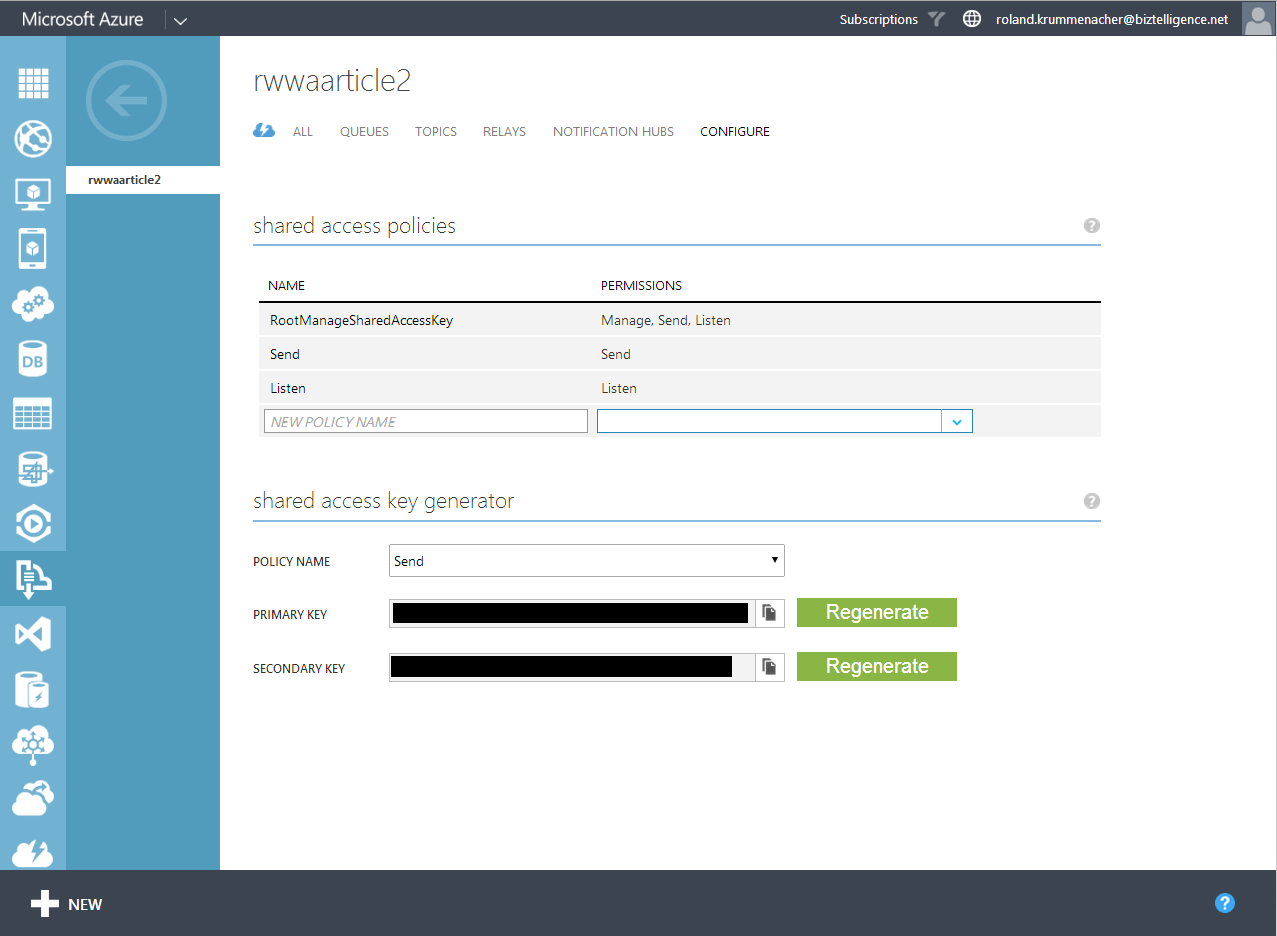 Microsoft Azure
Subscriptions roland.krummenacher@biztelligence.net
rwwaarticle2
rwwaarticle2
ALL QUEUES TOPICS RELAYS NOTIFICATION HUBS CONFIGURE
shared access policies ?
NAME PERMISSIONS
RootManageSharedAccessKey Manage, Send, Listen
Send Send
Listen Listen
NEW POLICY NAME
shared access key generator ?
POLICY NAME Send
PRIMARY KEY Regenerate
SECONDARY KEY Regenerate
DB
NEW ?